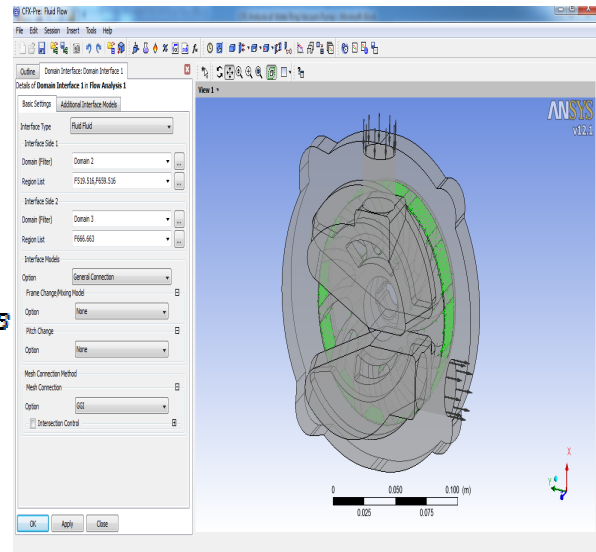 CFX-Pre: Fluid Flow
File Edit Session Insert Tools Help
Outline Domain Interface: Domain Interface 1
Details of Domain Interface 1 in Flow Analysis 1
Basic Settings Additional Interface Models
Interface Type Fluid Fluid
Interface Side 1
Domain (Filter) Domain 2
Region List F519.516,F659.516
Interface Side 2
Domain (Filter) Domain 3
Region List F666.663
Interface Models
Option General Connection
Frame Change/Mixing Model
Option None
Pitch Change
Option None
Mesh Connection Method
Mesh Connection
Option GGI
Intersection Control
OK Apply Close
View 1
ANSYS
v12.1
0 0.050 0.100 (m)
0.025 0.075
X
Y